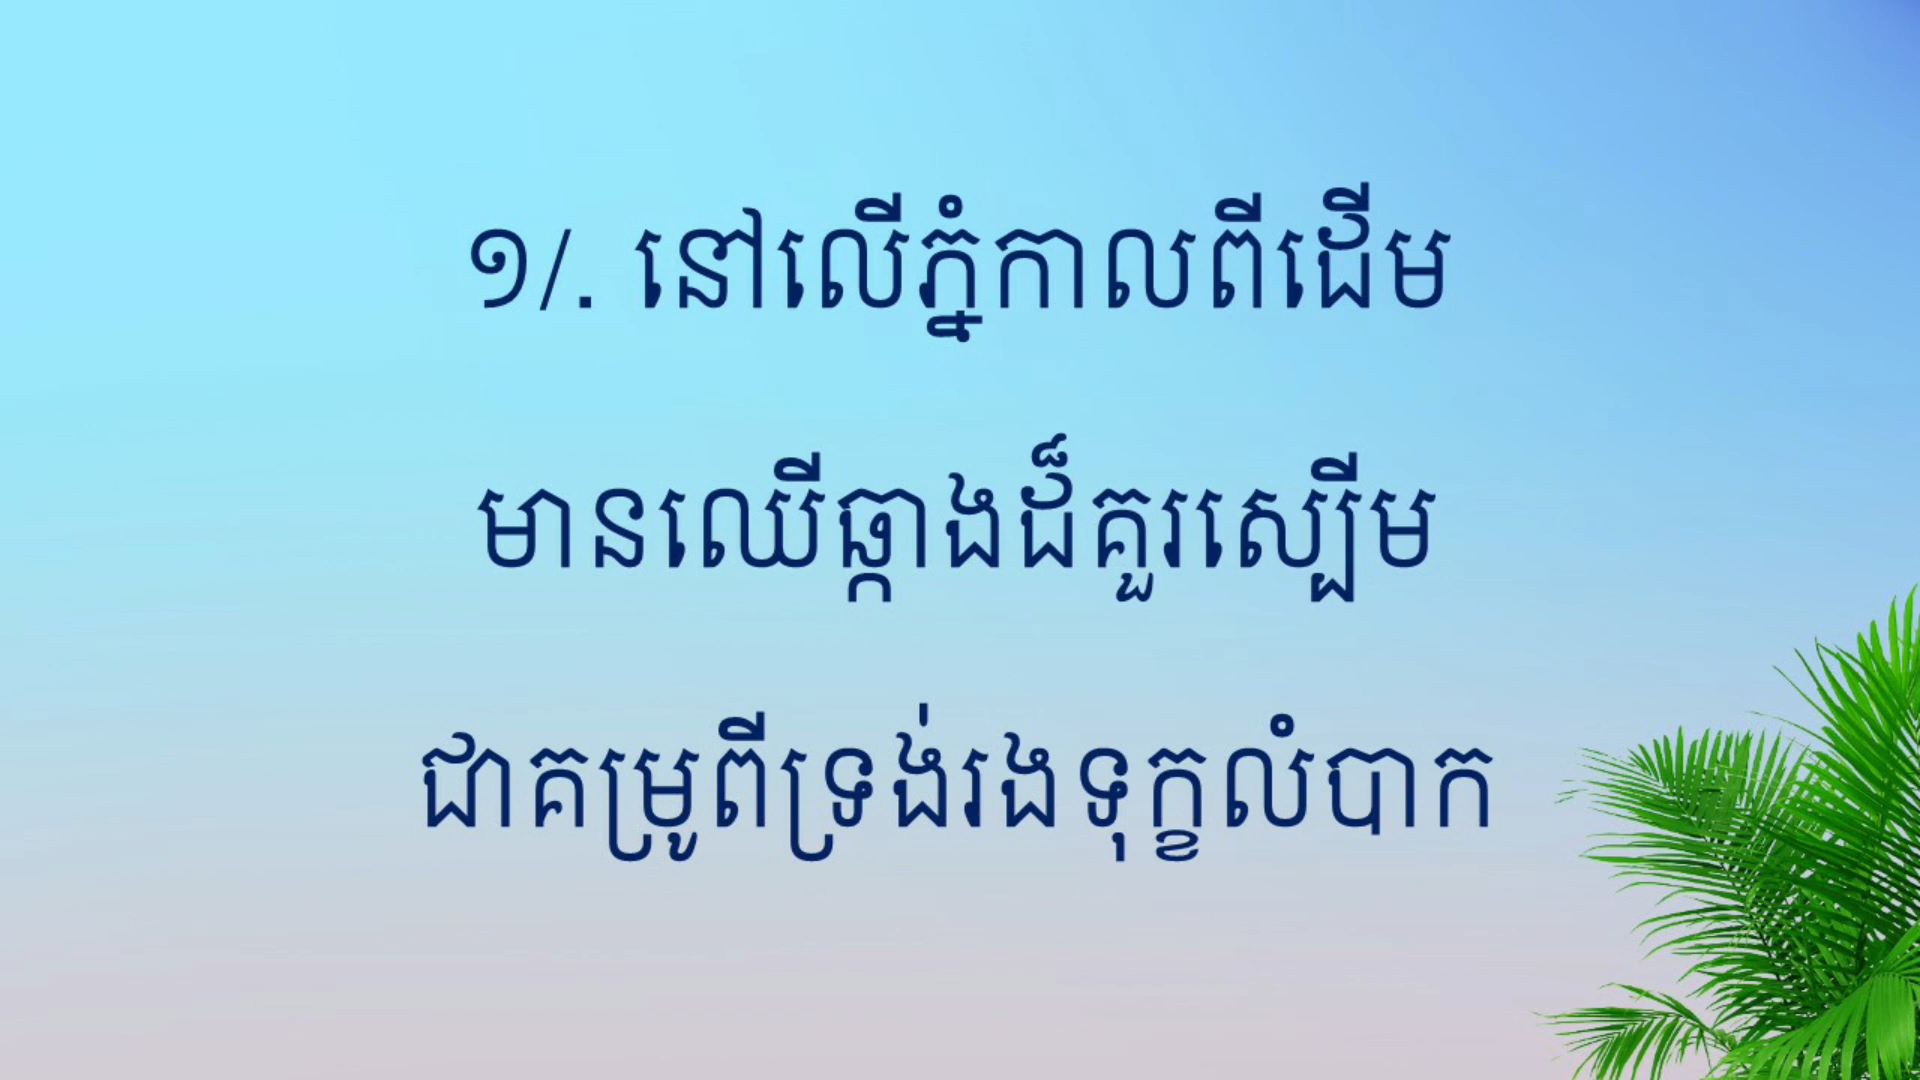 ១/. នៅលើភ្នំកាលពីដើម
មានឈើឆ្កាងដ៏គួរស្បើម
ជាគម្រូពីទ្រង់រងទុក្ខលំបាក